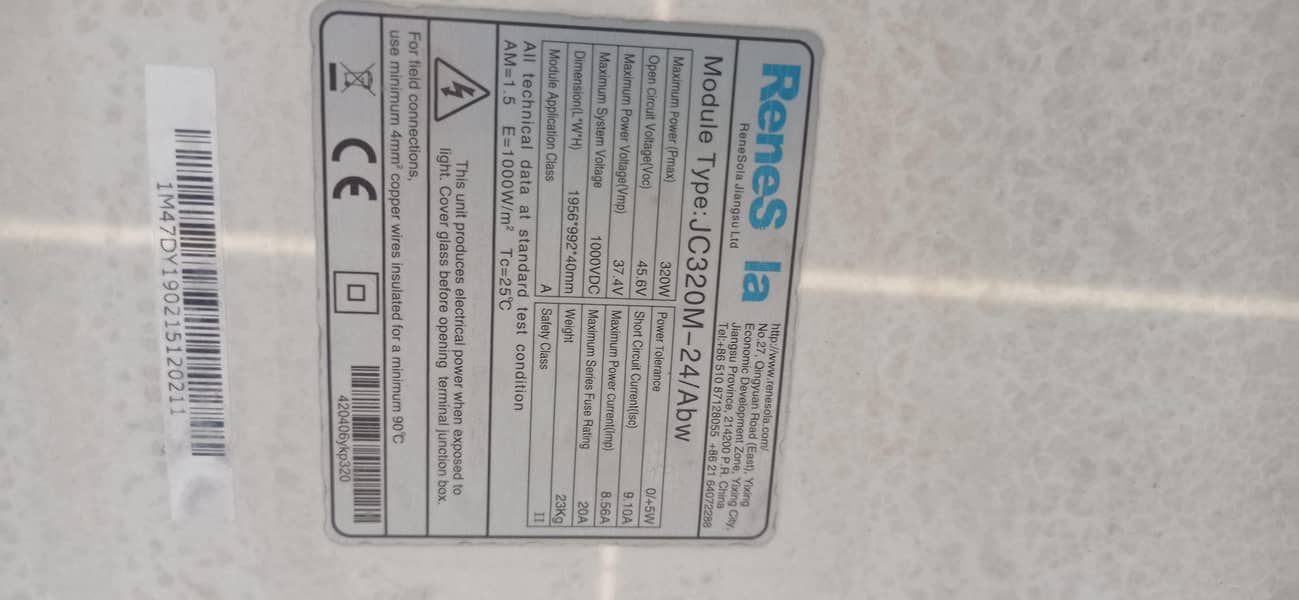 ReneS la
ReneSola Jiangsu Ltd
http://www.renesola.com/
No.27, Qingyuan Road (East), Yixing
Economic Development Zone, Yixing City,
Jiangsu Province, 214200 P.R. China
Tel:+86 510 87128055 +86 21 64072288
Module Type:JC320M-24/Abw
Maximum Power (Pmax) 320W Power Tolerance 0/+5W
Open Circuit Voltage(Voc) 45.6V Short Circuit Current(Isc) 9.10A
Maximum Power Voltage(Vmp) 37.4V Maximum Power Current(Imp) 8.56A
Maximum System Voltage 1000VDC Maximum Series Fuse Rating 20A
Dimension(L*W*H) 1956*992*40mm Weight 23Kg
Module Application Class A Safety Class II
All technical data at standard test condition
AM=1.5 E=1000W/m² Tc=25℃
This unit produces electrical power when exposed to
light. Cover glass before opening terminal junction box.
For field connections,
use minimum 4mm² copper wires insulated for a minimum 90℃
CE
420406ykp320
1M47DY190215120211